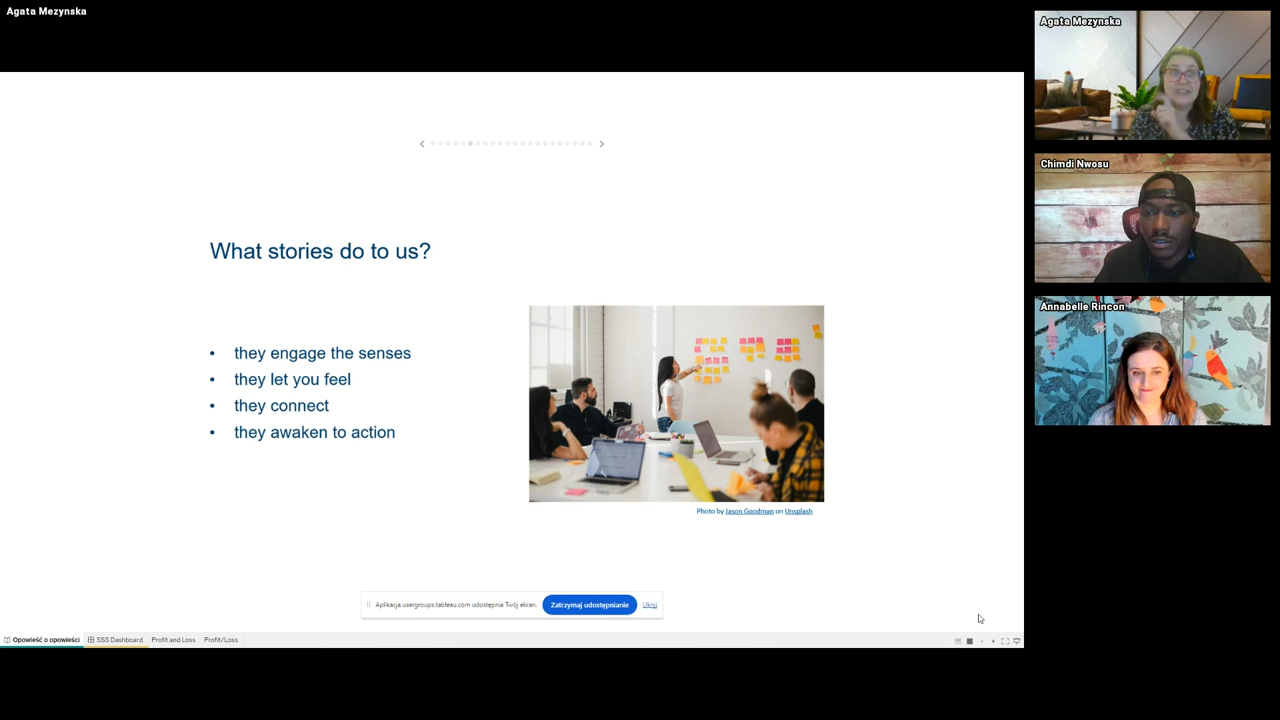 Agata Mezynska
Agata Mezynska
Chimdi Nwosu
Annabelle Rincon
What stories do to us?
• they engage the senses
• they let you feel
• they connect
• they awaken to action
Photo by Jason Goodman on Unsplash
Aplikacja usergroups.tableau.com udostępnia Twój ekran.
Zatrzymaj udostępnianie
Ukryj
Opowieść o opowieści
SSS Dashboard
Profit and Loss
Profit/Loss